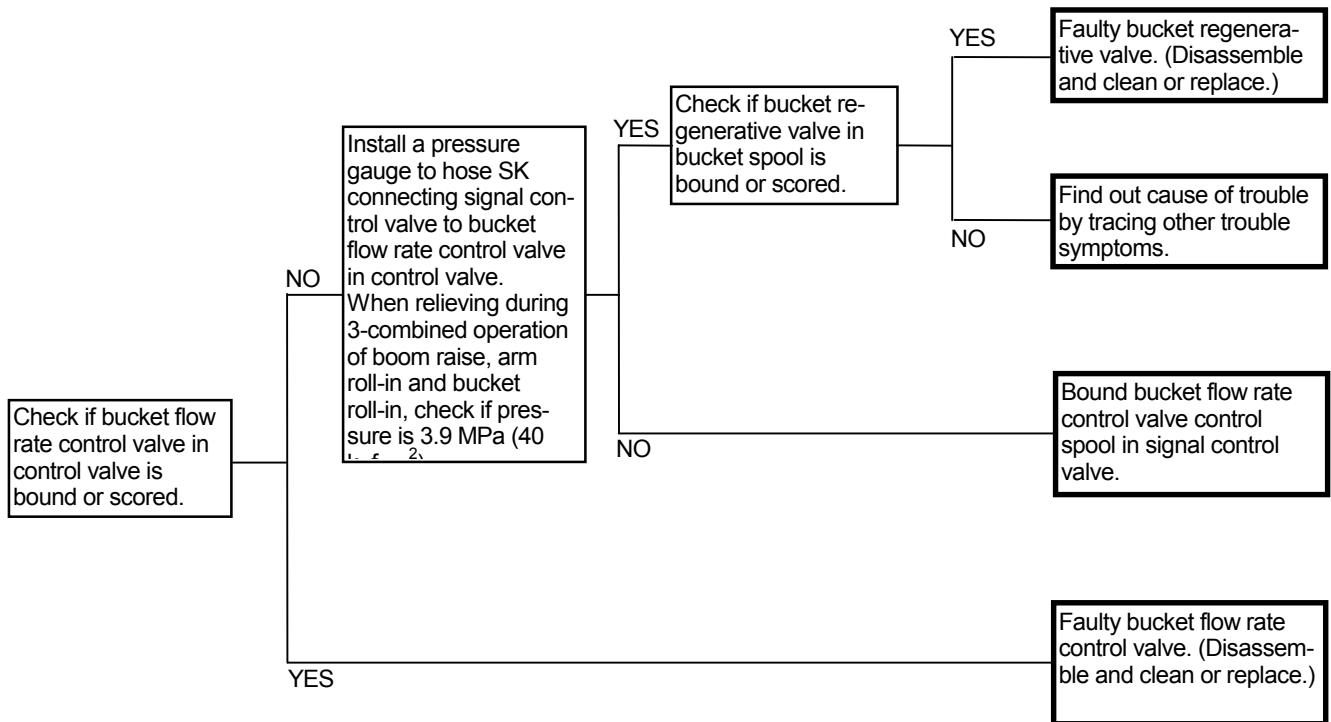 Check if bucket flow
rate control valve in
control valve is
bound or scored.
NO
YES
Install a pressure
gauge to hose SK
connecting signal con-
trol valve to bucket
flow rate control valve
in control valve.
When relieving during
3-combined operation
of boom raise, arm
roll-in and bucket
roll-in, check if pres-
sure is 3.9 MPa (40
YES
NO
Check if bucket re-
generative valve in
bucket spool is
bound or scored.
YES
NO
Faulty bucket regenera-
tive valve. (Disassemble
and clean or replace.)
Find out cause of trouble
by tracing other trouble
symptoms.
Bound bucket flow rate
control valve control
spool in signal control
valve.
Faulty bucket flow rate
control valve. (Disassem-
ble and clean or replace.)